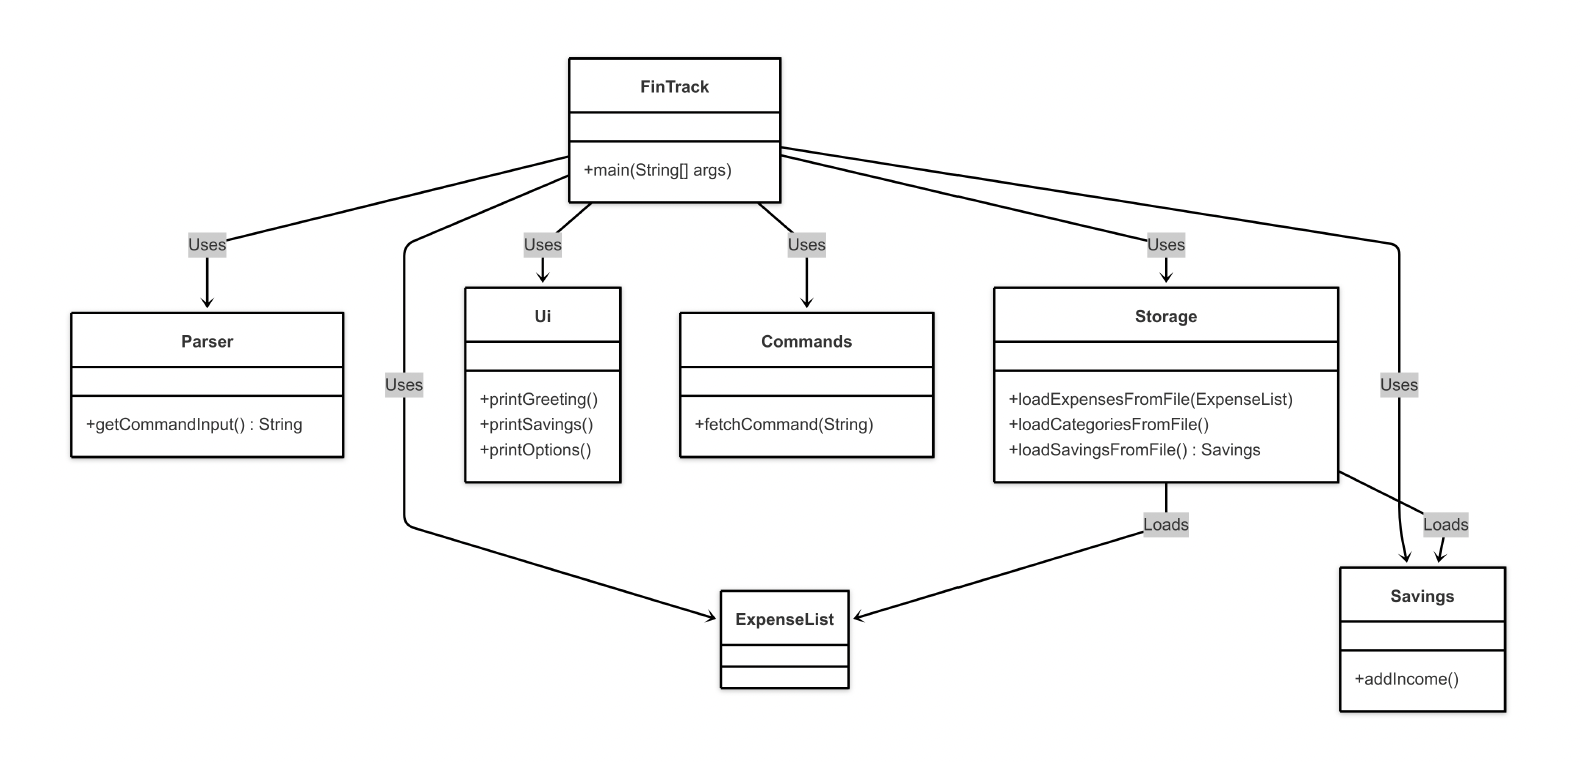 FinTrack
+main(String[] args)
Uses
Uses
Uses
Uses
Uses
Uses
Parser
+getCommandInput() : String
Ui
+printGreeting()
+printSavings()
+printOptions()
Commands
+fetchCommand(String)
Storage
+loadExpensesFromFile(ExpenseList)
+loadCategoriesFromFile()
+loadSavingsFromFile() : Savings
Loads
Loads
ExpenseList
Savings
+addIncome()